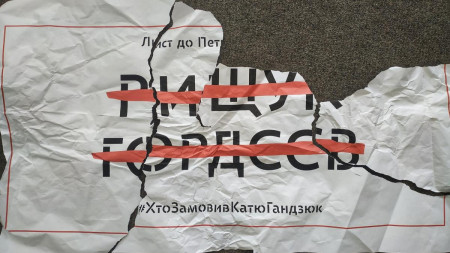 Лист до
РИЩУК
ГОРДЄЄВ
#ХтоЗамовивКатюГандзюк